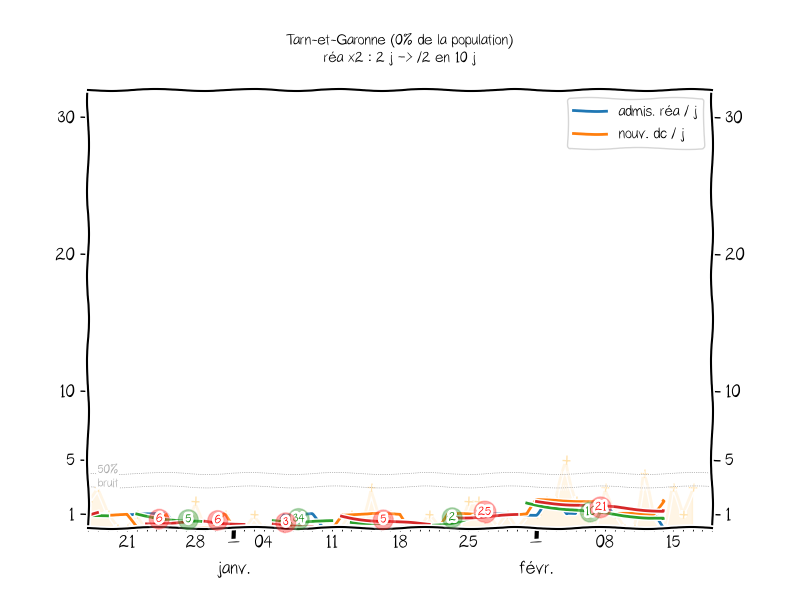 Tarn-et-Garonne (0% de la population)
réa x2 : 2 j -> /2 en 10 j
admis. réa / j
nouv. dc / j
30 30
20 20
10 10
5 5
50%
bruit
1 1
6 5 6 3 34 5 2 25 21
21 28 04 11 18 25 08 15
janv. févr.